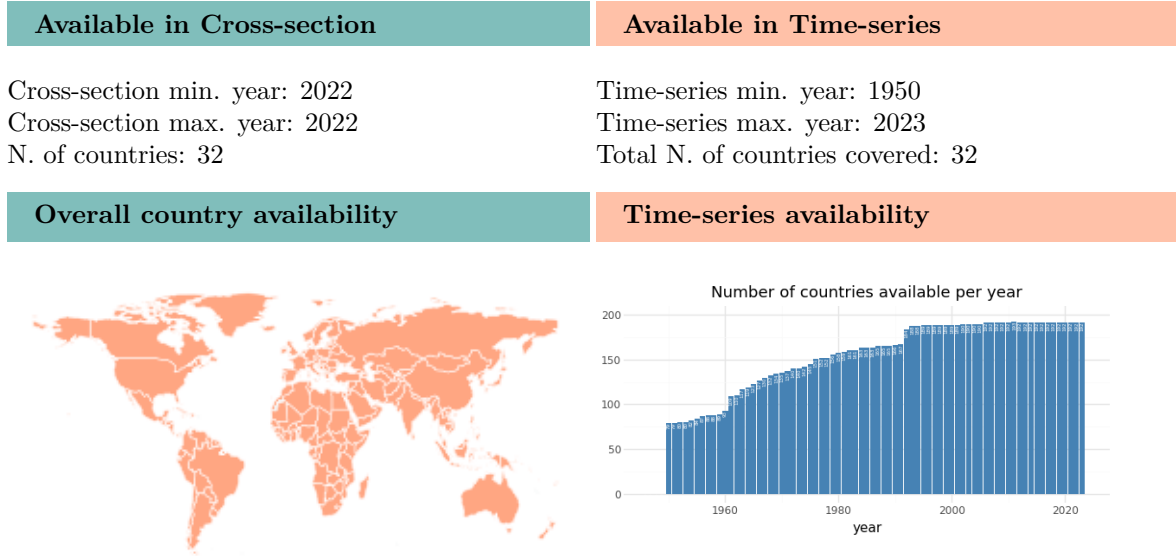 Available in Cross-section
Available in Time-series
Cross-section min. year: 2022
Cross-section max. year: 2022
N. of countries: 32
Time-series min. year: 1950
Time-series max. year: 2023
Total N. of countries covered: 32
Overall country availability
Time-series availability
Number of countries available per year
200
150
100
50
0
1960
1980
2000
2020
year